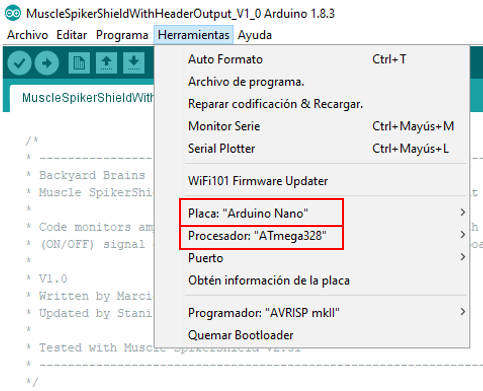 MuscleSpikerShieldWithHeaderOutput_V1_0 Arduino 1.8.3
Archivo Editar Programa Herramientas Ayuda
Auto Formato Ctrl+T
Archivo de programa.
Reparar codificación & Recargar.
Monitor Serie Ctrl+Mayús+M
Serial Plotter Ctrl+Mayús+L
WiFi101 Firmware Updater
Placa: "Arduino Nano"
Procesador: "ATmega328"
Puerto
Obtén información de la placa
Programador: "AVRISP mkII"
Quemar Bootloader
MuscleSpikerShieldWithH
/*
* Backyard Brains
* Muscle SpikerShi
*
* Code monitors am
* (ON/OFF) signal
*
* V1.0
* Written by Marci
* Updated by Stani
*
* Tested with Muscle SpikerShield V2.31
*
*/